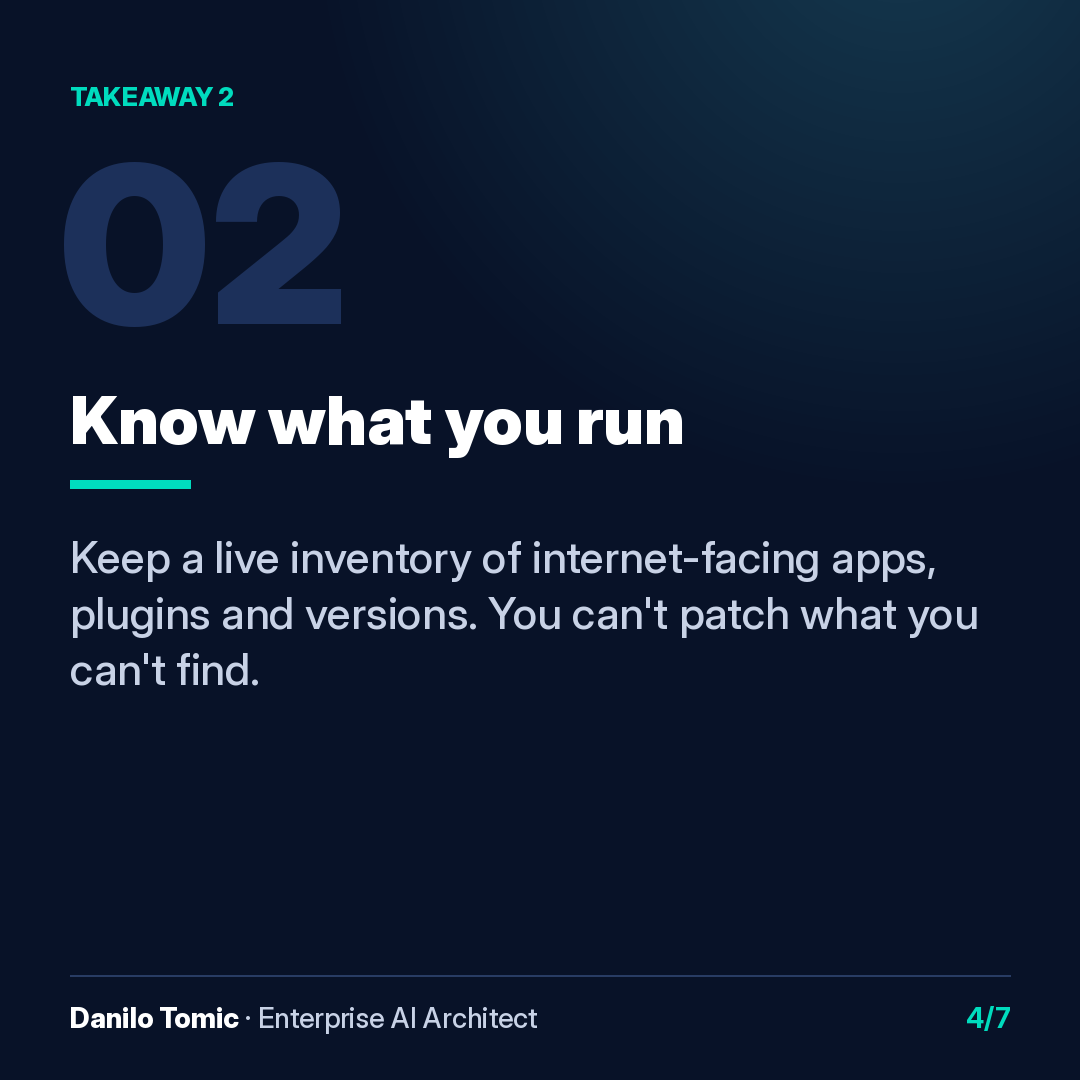 TAKEAWAY 2
02
Know what you run
Keep a live inventory of internet-facing apps,
plugins and versions. You can't patch what you
can't find.
Danilo Tomic · Enterprise AI Architect
4/7